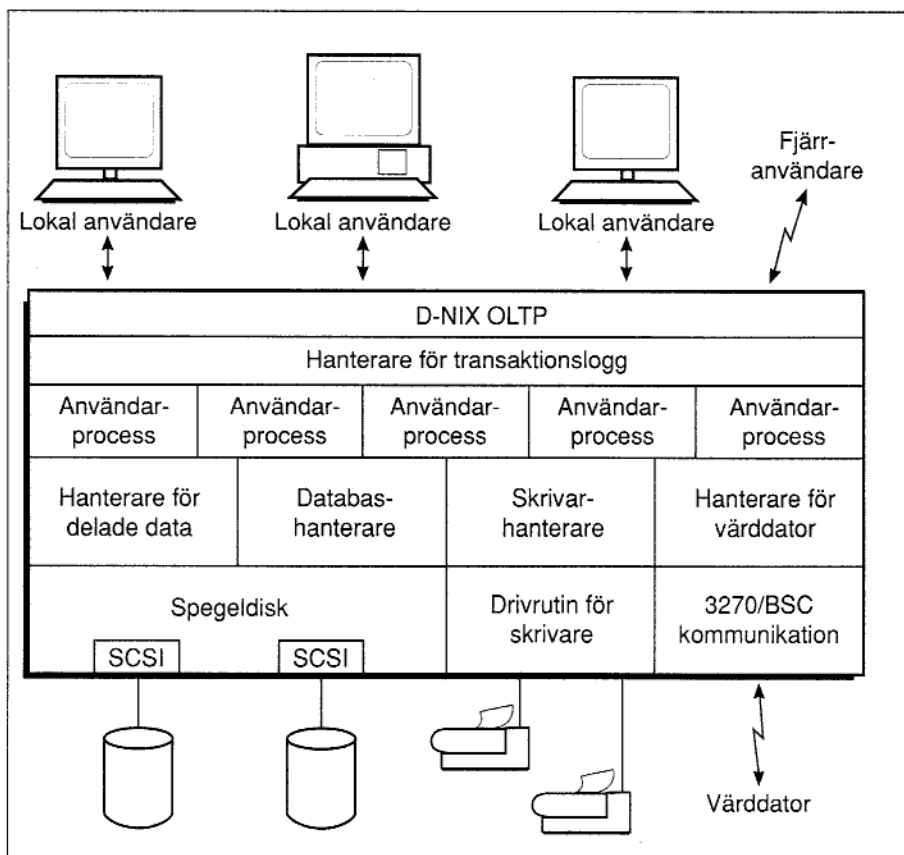 Fjärr-
användare
Lokal användare
Lokal användare
Lokal användare
D-NIX OLTP
Hanterare för transaktionslogg
Användar-
process
Användar-
process
Användar-
process
Användar-
process
Användar-
process
Hanterare för
delade data
Databas-
hanterare
Skrivar-
hanterare
Hanterare för
värddator
Spegeldisk
SCSI
SCSI
Drivrutin för
skrivare
3270/BSC
kommunikation
Värddator